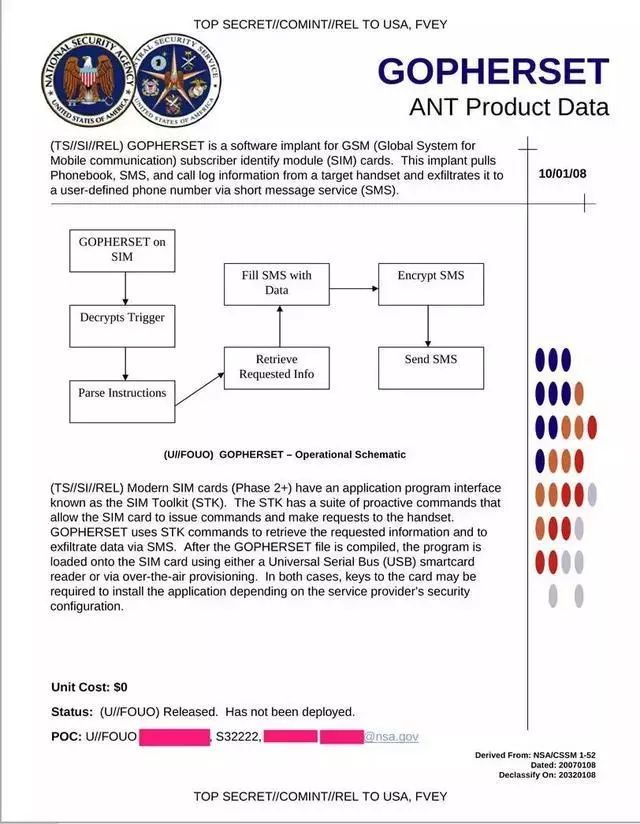 TOP SECRET//COMINT//REL TO USA, FVEY
NATIONAL SECURITY AGENCY
UNITED STATES OF AMERICA
CENTRAL SECURITY SERVICE
UNITED STATES OF AMERICA
GOPHERSET
ANT Product Data
(TS//SI//REL) GOPHERSET is a software implant for GSM (Global System for
Mobile communication) subscriber identify module (SIM) cards. This implant pulls
Phonebook, SMS, and call log information from a target handset and exfiltrates it to
a user-defined phone number via short message service (SMS).
10/01/08
GOPHERSET on
SIM
Decrypts Trigger
Parse Instructions
Retrieve
Requested Info
Fill SMS with
Data
Encrypt SMS
Send SMS
(U//FOUO) GOPHERSET – Operational Schematic
(TS//SI//REL) Modern SIM cards (Phase 2+) have an application program interface
known as the SIM Toolkit (STK). The STK has a suite of proactive commands that
allow the SIM card to issue commands and make requests to the handset.
GOPHERSET uses STK commands to retrieve the requested information and to
exfiltrate data via SMS. After the GOPHERSET file is compiled, the program is
loaded onto the SIM card using either a Universal Serial Bus (USB) smartcard
reader or via over-the-air provisioning. In both cases, keys to the card may be
required to install the application depending on the service provider's security
configuration.
Unit Cost: $0
Status: (U//FOUO) Released. Has not been deployed.
POC: U//FOUO , S32222, @nsa.gov
Derived From: NSA/CSSM 1-52
Dated: 20070108
Declassify On: 20320108
TOP SECRET//COMINT//REL TO USA, FVEY